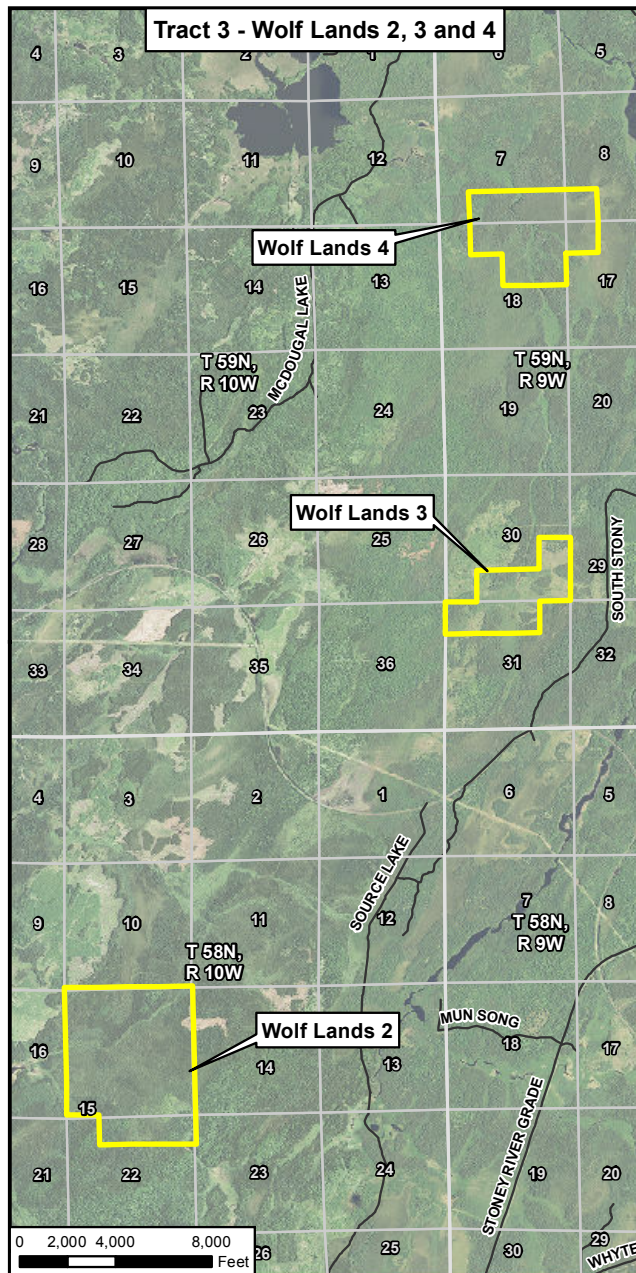 Tract 3 - Wolf Lands 2, 3 and 4
4 3 2 1 6 5
9 10 11 12 7 8
Wolf Lands 4
16 15 14 13 18 17
MCDOUGAL LAKE
T 59N,
R 10W
T 59N,
R 9W
21 22 23 24 19 20
Wolf Lands 3
28 27 26 25 30 29
SOUTH STONY
33 34 35 36 31 32
4 3 2 1 6 5
SOURCE LAKE
9 10 11 12 7 8
T 58N,
R 10W
T 58N,
R 9W
MUN SONG
Wolf Lands 2
16 15 14 13 18 17
STONEY RIVER GRADE
21 22 23 24 19 20
26 25 30 29
WHYTE
0 2,000 4,000 8,000
Feet